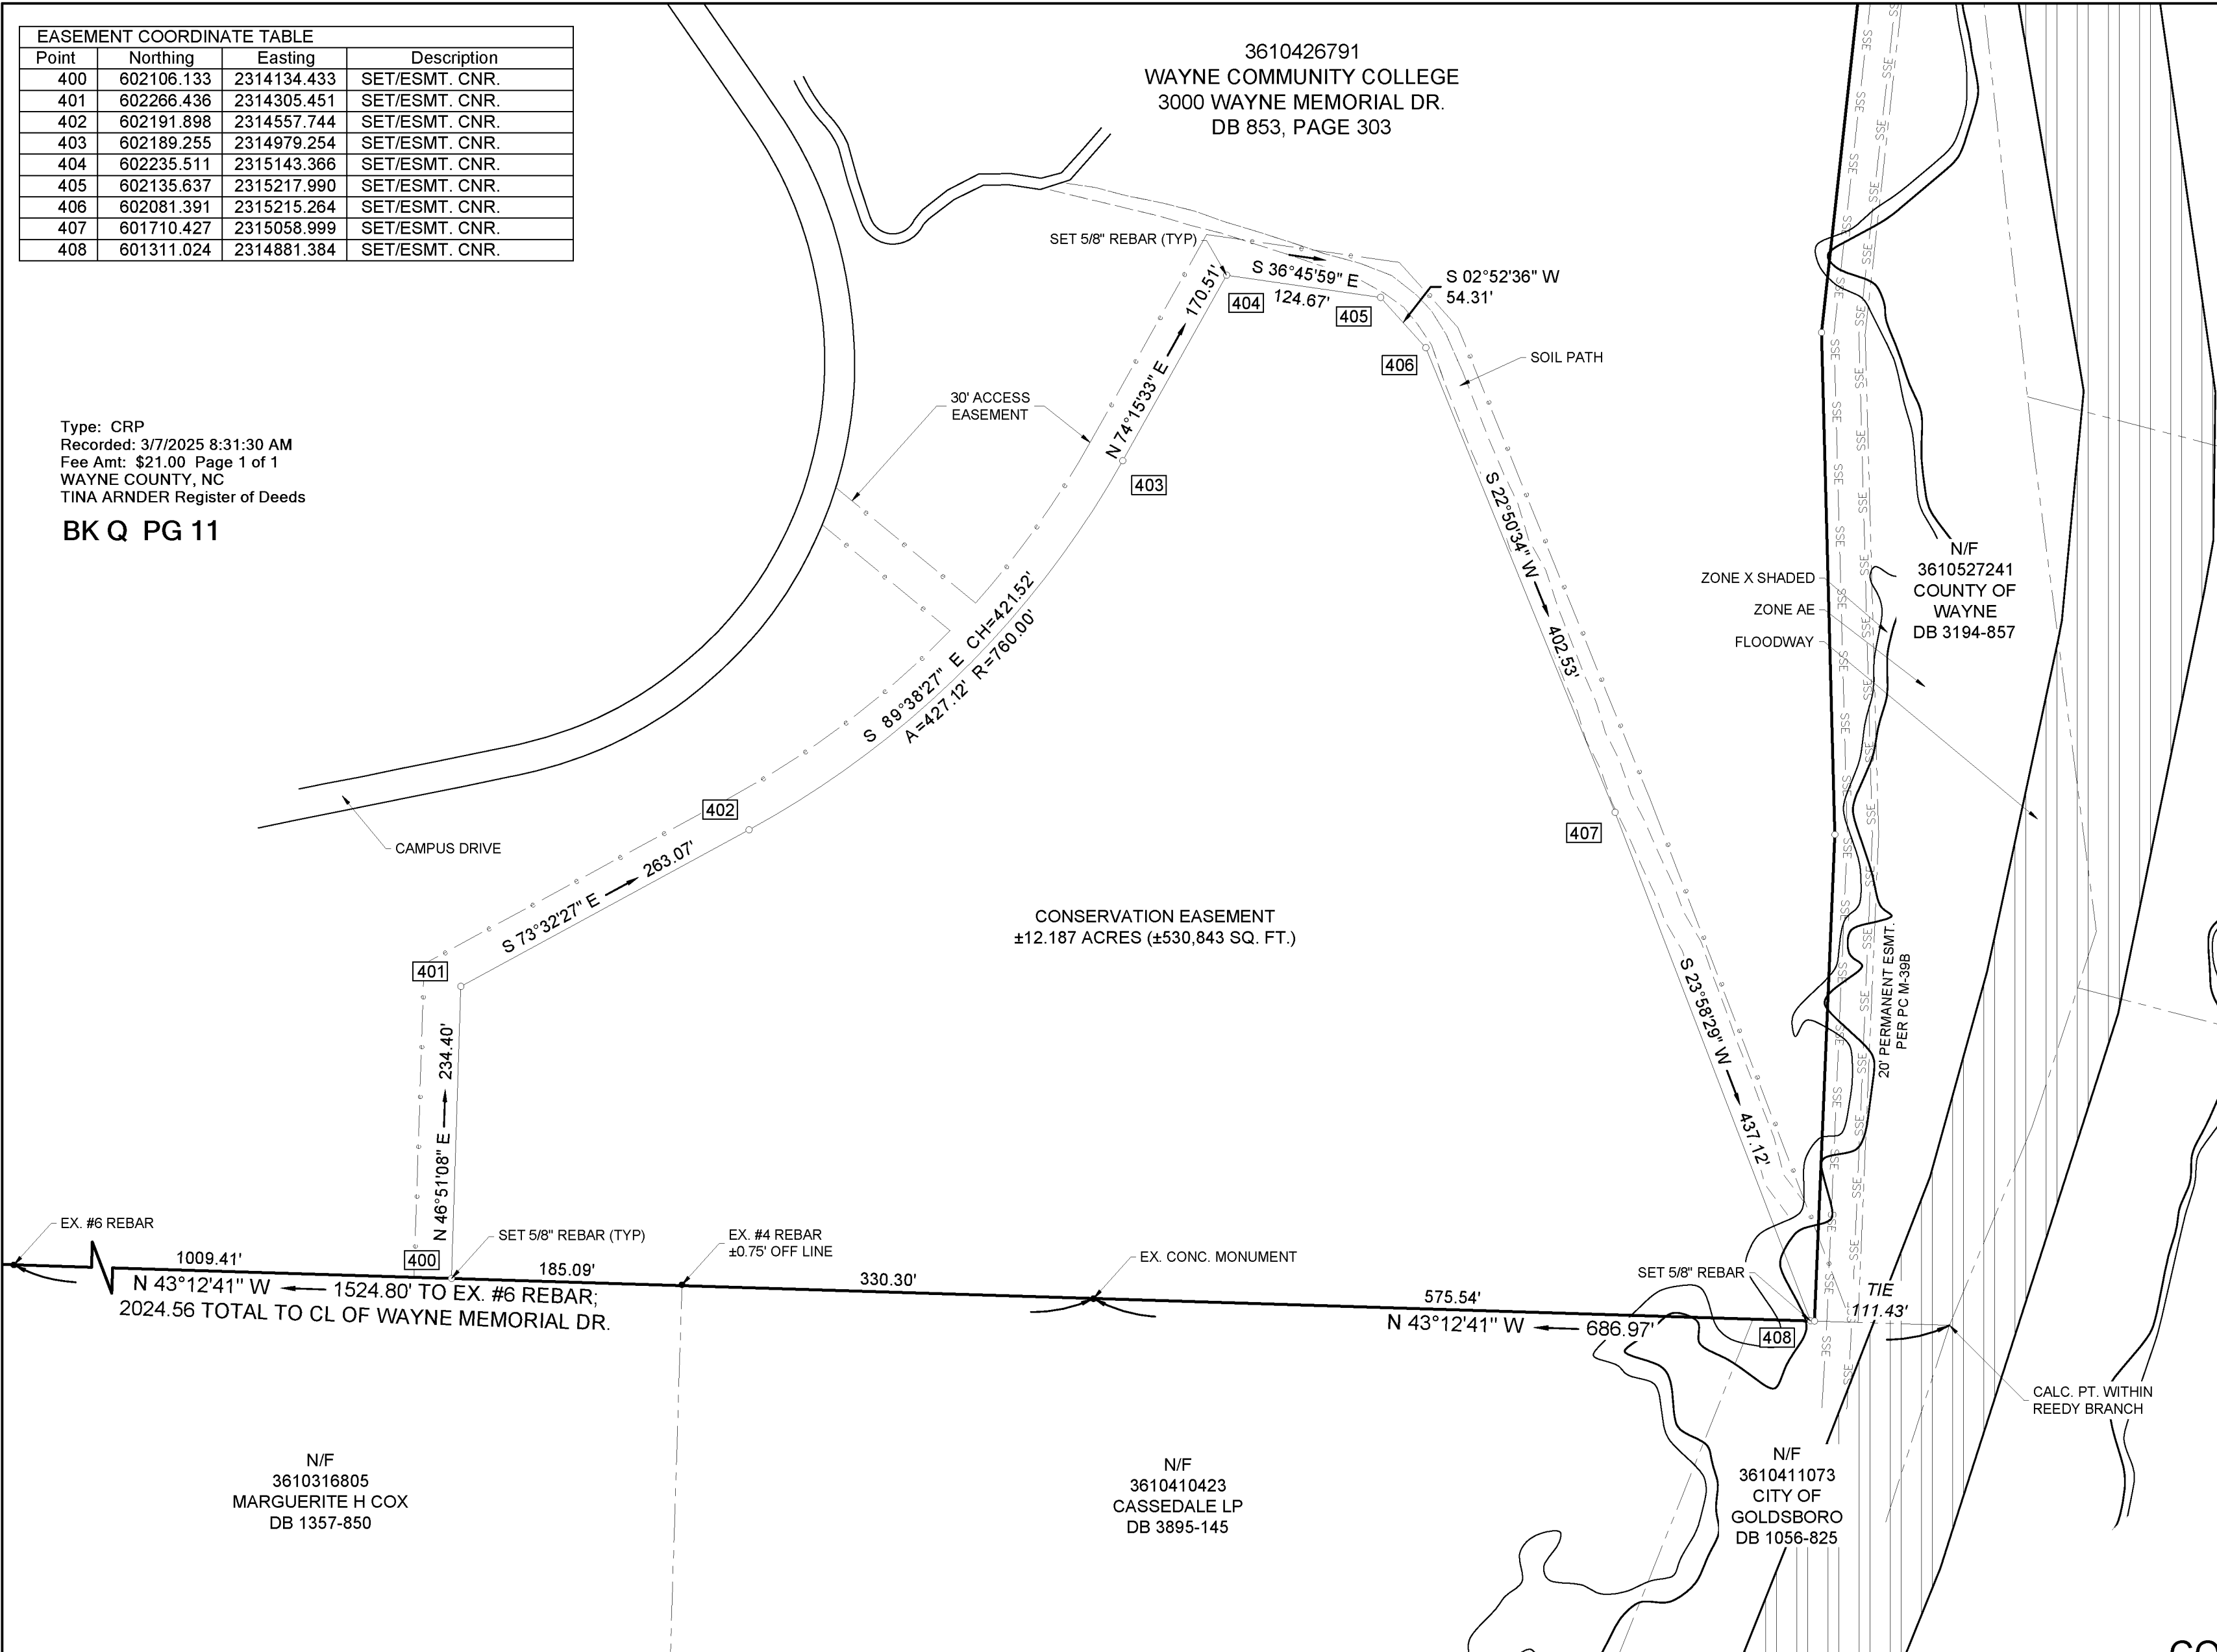 EASEMENT COORDINATE TABLE
Point Northing Easting Description
400 602106.133 2314134.433 SET/ESMT. CNR.
401 602266.436 2314305.451 SET/ESMT. CNR.
402 602191.898 2314557.744 SET/ESMT. CNR.
403 602189.255 2314979.254 SET/ESMT. CNR.
404 602235.511 2315143.366 SET/ESMT. CNR.
405 602135.637 2315217.990 SET/ESMT. CNR.
406 602081.391 2315215.264 SET/ESMT. CNR.
407 601710.427 2315058.999 SET/ESMT. CNR.
408 601311.024 2314881.384 SET/ESMT. CNR.
3610426791
WAYNE COMMUNITY COLLEGE
3000 WAYNE MEMORIAL DR.
DB 853, PAGE 303
Type: CRP
Recorded: 3/7/2025 8:31:30 AM
Fee Amt: $21.00 Page 1 of 1
WAYNE COUNTY, NC
TINA ARNDER Register of Deeds
BK Q PG 11
SET 5/8" REBAR (TYP)
S 36°45'59" E
124.67'
404
405
S 02°52'36" W
54.31'
406
SOIL PATH
N 74°15'33" E 170.51'
403
30' ACCESS
EASEMENT
S 89°38'27" E CH=421.52'
A=427.12' R=760.00'
402
S 73°32'27" E 263.07'
401
CAMPUS DRIVE
N 46°51'08" E 234.40'
400
S 22°50'34" W 402.53'
407
S 23°58'29" W 437.12'
CONSERVATION EASEMENT
±12.187 ACRES (±530,843 SQ. FT.)
ZONE X SHADED
ZONE AE
FLOODWAY
N/F
3610527241
COUNTY OF
WAYNE
DB 3194-857
SSE SSE SSE SSE SSE SSE
20' PERMANENT ESMT.
PER PC M-39B
EX. #6 REBAR
1009.41'
N 43°12'41" W 1524.80' TO EX. #6 REBAR;
2024.56 TOTAL TO CL OF WAYNE MEMORIAL DR.
SET 5/8" REBAR (TYP)
185.09'
EX. #4 REBAR
±0.75' OFF LINE
330.30'
EX. CONC. MONUMENT
575.54'
N 43°12'41" W 686.97'
SET 5/8" REBAR
408
TIE
111.43'
CALC. PT. WITHIN
REEDY BRANCH
N/F
3610316805
MARGUERITE H COX
DB 1357-850
N/F
3610410423
CASSEDALE LP
DB 3895-145
N/F
3610411073
CITY OF
GOLDSBORO
DB 1056-825